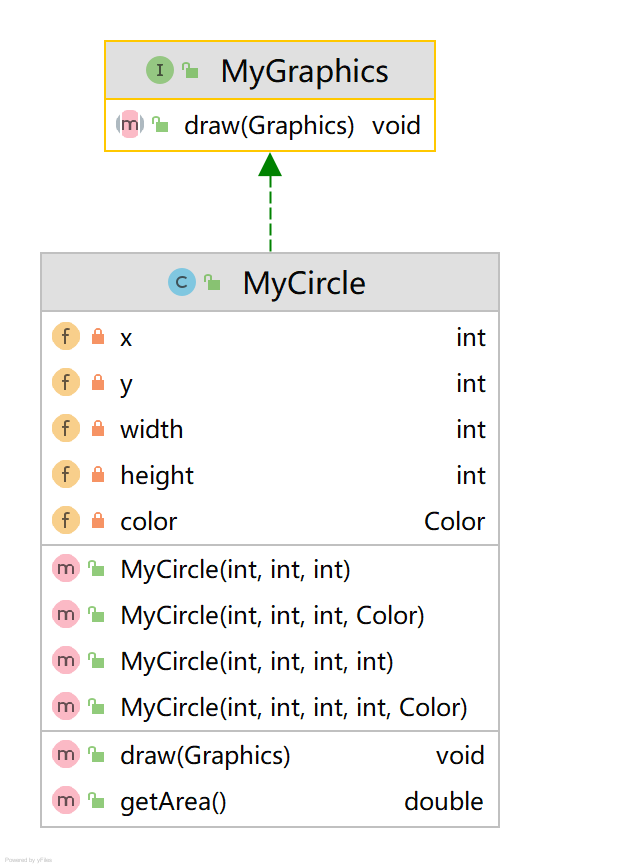 I MyGraphics
m draw(Graphics) void
C MyCircle
f x int
f y int
f width int
f height int
f color Color
m MyCircle(int, int, int)
m MyCircle(int, int, int, Color)
m MyCircle(int, int, int, int)
m MyCircle(int, int, int, int, Color)
m draw(Graphics) void
m getArea() double
Powered by yFiles